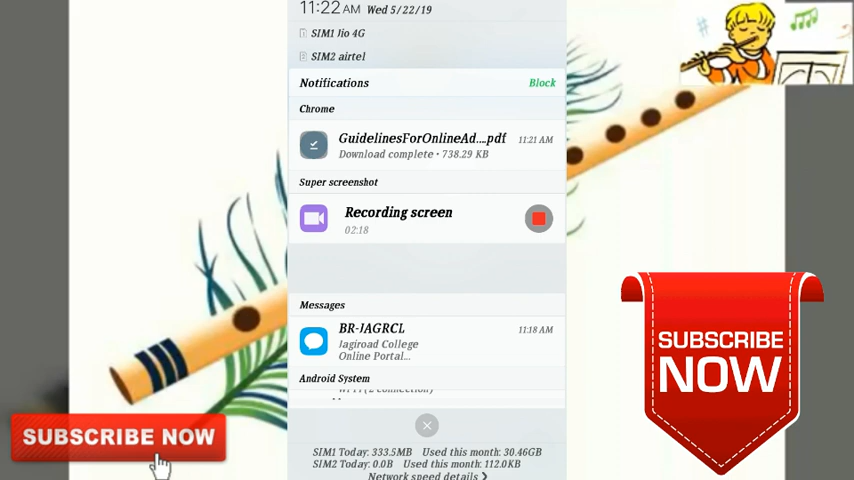 11:22 AM Wed 5/22/19
1 SIM1 Jio 4G
2 SIM2 airtel
Notifications Block
Chrome
GuidelinesForOnlineAd....pdf 11:21 AM
Download complete • 738.29 KB
Super screenshot
Recording screen
02:18
Messages
BR-JAGRCL 11:18 AM
Jagiroad College
Online Portal...
Android System
SIM1 Today: 333.5MB Used this month: 30.46GB
SIM2 Today: 0.0B Used this month: 112.0KB
Network speed details >
SUBSCRIBE NOW
SUBSCRIBE
NOW